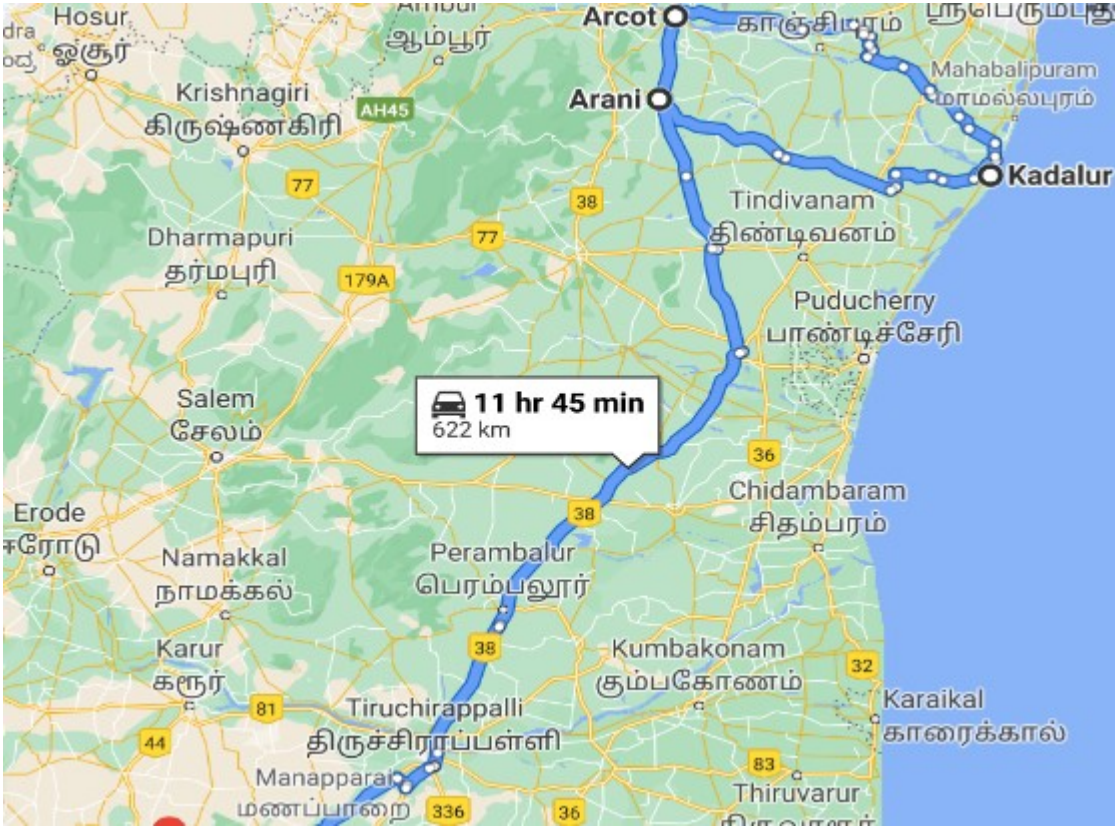 Arcot
ஆம்பூர்
Hosur
ஓசூர்
Mahabalipuram
மாமல்லபுரம்
Arani
Krishnagiri
கிருஷ்ணகிரி
AH45
Kadalur
77
38
Tindivanam
திண்டிவனம்
77
Dharmapuri
தர்மபுரி
179A
Puducherry
பாண்டிச்சேரி
11 hr 45 min
622 km
Salem
சேலம்
36
Chidambaram
சிதம்பரம்
38
Erode
Namakkal
நாமக்கல்
Perambalur
பெரம்பலூர்
38
Karur
கரூர்
Kumbakonam
கும்பகோணம்
32
Karaikal
காரைக்கால்
81
Tiruchirappalli
திருச்சிராப்பள்ளி
44
Manapparai
மணப்பாறை
336
36
83
Thiruvarur